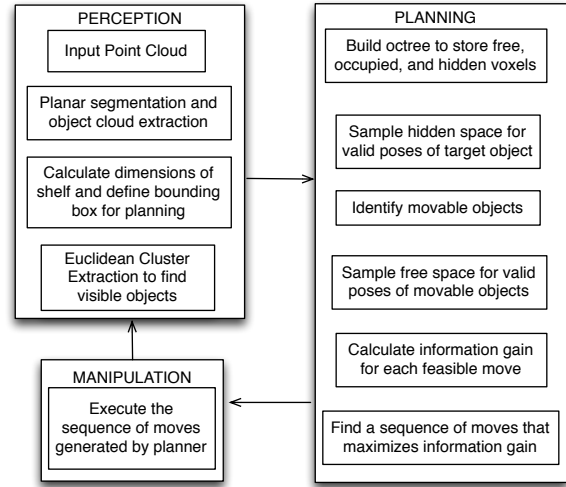 PERCEPTION
Input Point Cloud
Planar segmentation and
object cloud extraction
Calculate dimensions of
shelf and define bounding
box for planning
Euclidean Cluster
Extraction to find
visible objects
MANIPULATION
Execute the
sequence of moves
generated by planner
PLANNING
Build octree to store free,
occupied, and hidden voxels
Sample hidden space for
valid poses of target object
Identify movable objects
Sample free space for valid
poses of movable objects
Calculate information gain
for each feasible move
Find a sequence of moves that
maximizes information gain